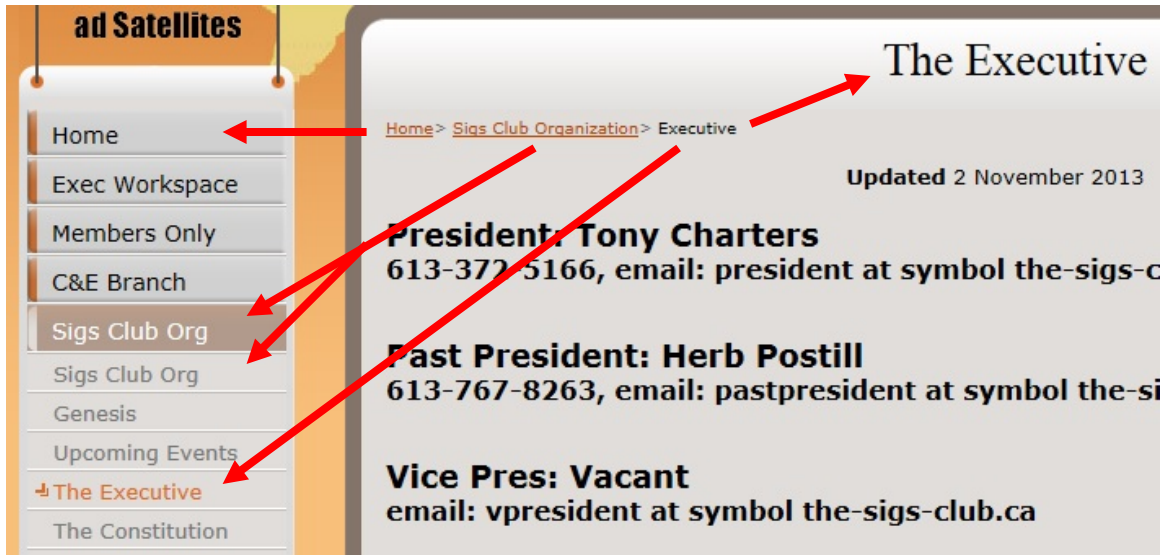 ad Satellites
Home
Exec Workspace
Members Only
C&E Branch
Sigs Club Org
Sigs Club Org
Genesis
Upcoming Events
The Executive
The Constitution
The Executive
Home> Sigs Club Organization> Executive
Updated 2 November 2013
President: Tony Charters
613-372-5166, email: president at symbol the-sigs-c
Past President: Herb Postill
613-767-8263, email: pastpresident at symbol the-si
Vice Pres: Vacant
email: vpresident at symbol the-sigs-club.ca